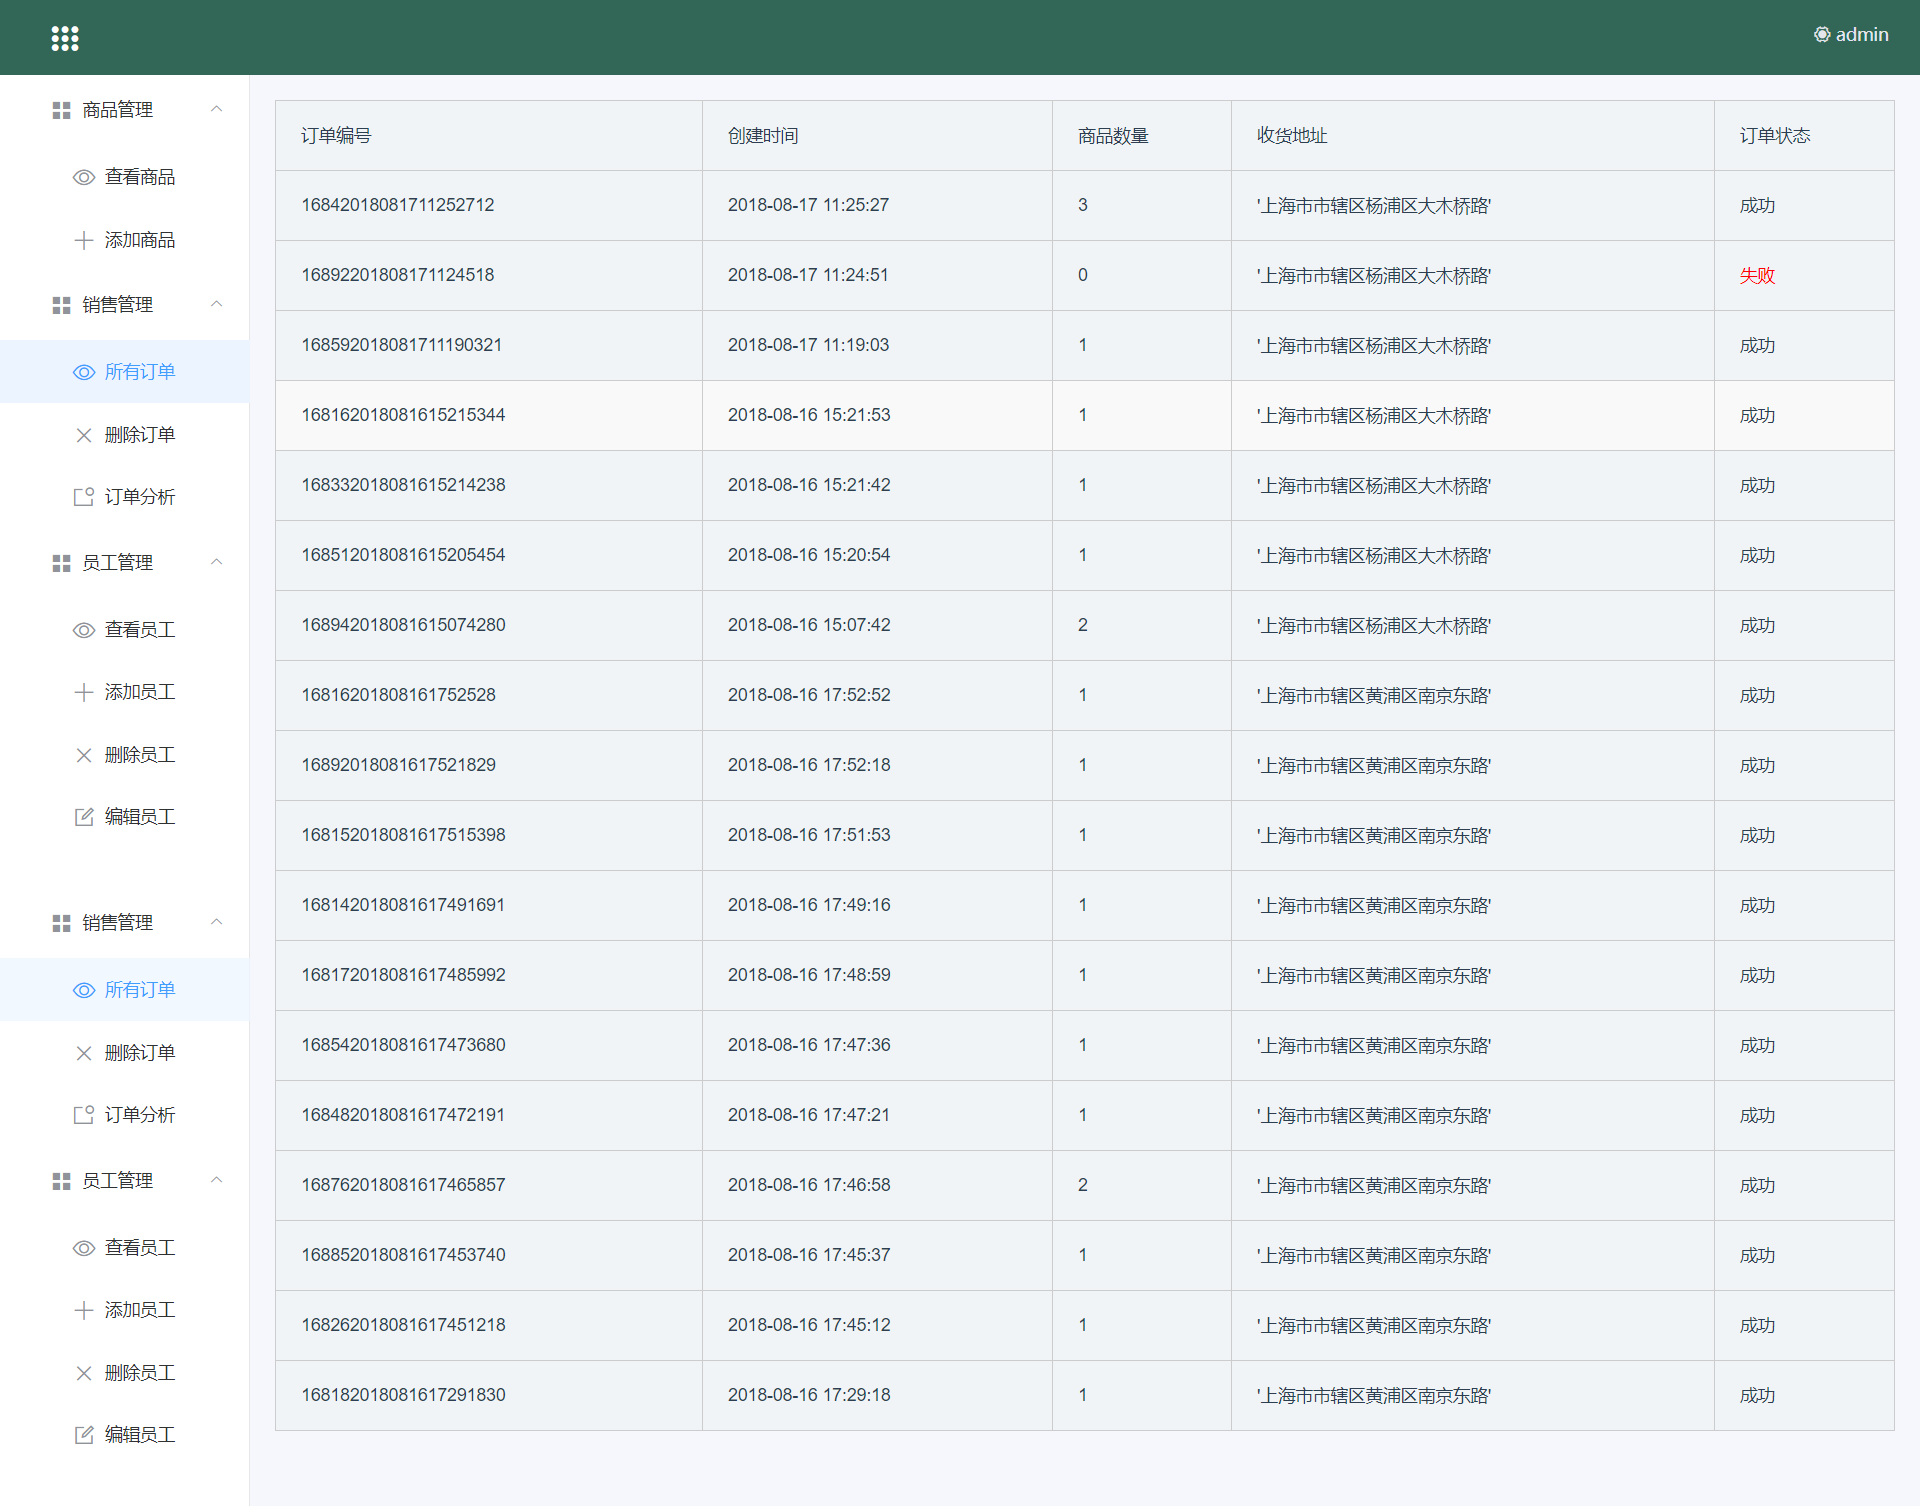 admin
商品管理
查看商品
添加商品
销售管理
所有订单
删除订单
订单分析
员工管理
查看员工
添加员工
删除员工
编辑员工
销售管理
所有订单
删除订单
订单分析
员工管理
查看员工
添加员工
删除员工
编辑员工
订单编号 创建时间 商品数量 收货地址 订单状态
16842018081711252712 2018-08-17 11:25:27 3 '上海市市辖区杨浦区大木桥路' 成功
16892201808171124518 2018-08-17 11:24:51 0 '上海市市辖区杨浦区大木桥路' 失败
168592018081711190321 2018-08-17 11:19:03 1 '上海市市辖区杨浦区大木桥路' 成功
168162018081615215344 2018-08-16 15:21:53 1 '上海市市辖区杨浦区大木桥路' 成功
168332018081615214238 2018-08-16 15:21:42 1 '上海市市辖区杨浦区大木桥路' 成功
168512018081615205454 2018-08-16 15:20:54 1 '上海市市辖区杨浦区大木桥路' 成功
168942018081615074280 2018-08-16 15:07:42 2 '上海市市辖区杨浦区大木桥路' 成功
16816201808161752528 2018-08-16 17:52:52 1 '上海市市辖区黄浦区南京东路' 成功
16892018081617521829 2018-08-16 17:52:18 1 '上海市市辖区黄浦区南京东路' 成功
168152018081617515398 2018-08-16 17:51:53 1 '上海市市辖区黄浦区南京东路' 成功
168142018081617491691 2018-08-16 17:49:16 1 '上海市市辖区黄浦区南京东路' 成功
168172018081617485992 2018-08-16 17:48:59 1 '上海市市辖区黄浦区南京东路' 成功
168542018081617473680 2018-08-16 17:47:36 1 '上海市市辖区黄浦区南京东路' 成功
168482018081617472191 2018-08-16 17:47:21 1 '上海市市辖区黄浦区南京东路' 成功
168762018081617465857 2018-08-16 17:46:58 2 '上海市市辖区黄浦区南京东路' 成功
168852018081617453740 2018-08-16 17:45:37 1 '上海市市辖区黄浦区南京东路' 成功
168262018081617451218 2018-08-16 17:45:12 1 '上海市市辖区黄浦区南京东路' 成功
168182018081617291830 2018-08-16 17:29:18 1 '上海市市辖区黄浦区南京东路' 成功